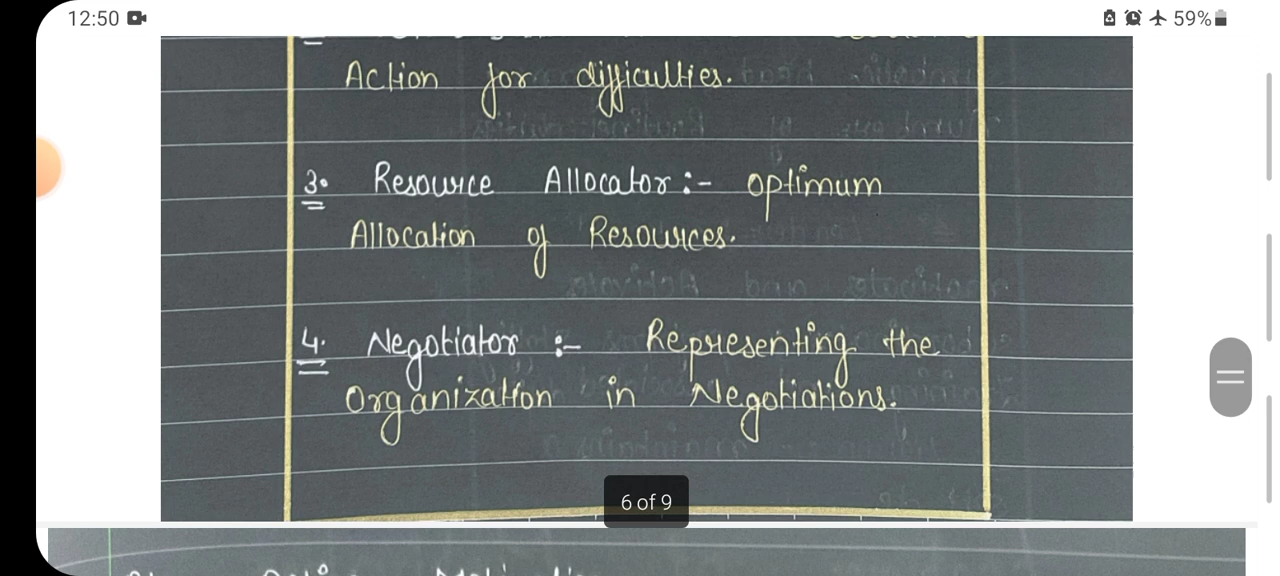 12:50
59%
Action for difficulties.
3. Resource Allocator :- optimum
Allocation of Resources.
4. Negotiator :- Representing the
Organization in Negotiations.
6 of 9